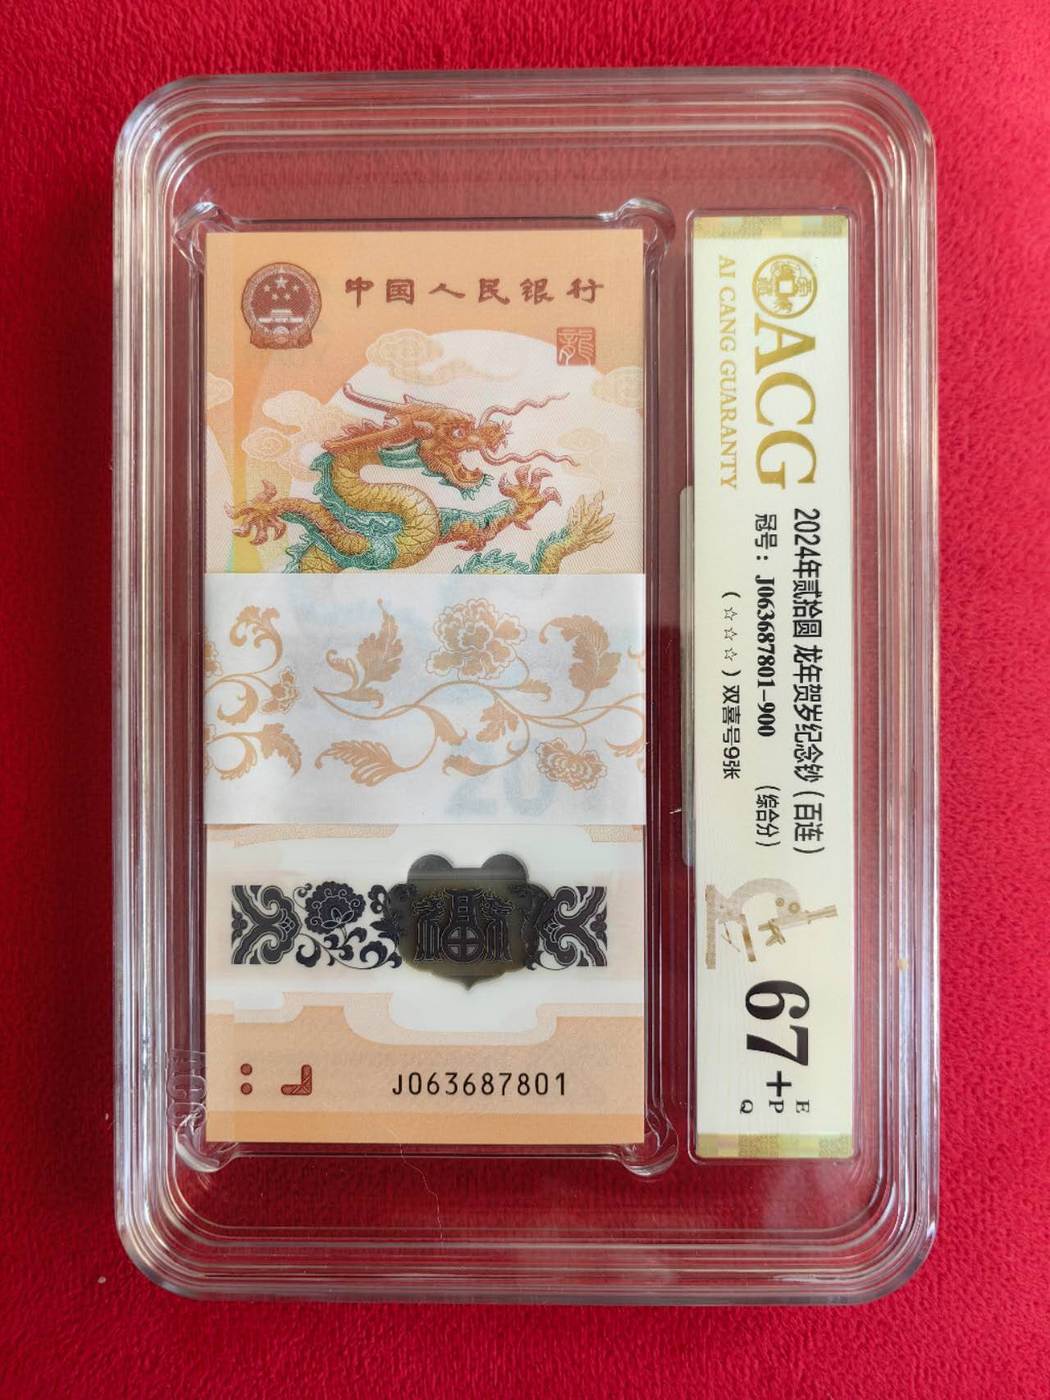 中国人民银行
龍
福
J063687801
ACG
AI CANG GUARANTY
2024年贰拾圆 龙年贺岁纪念钞（百连）
冠号：J063687801-900 （综合分）
（☆☆☆）双喜号9张
67+
E
P
Q